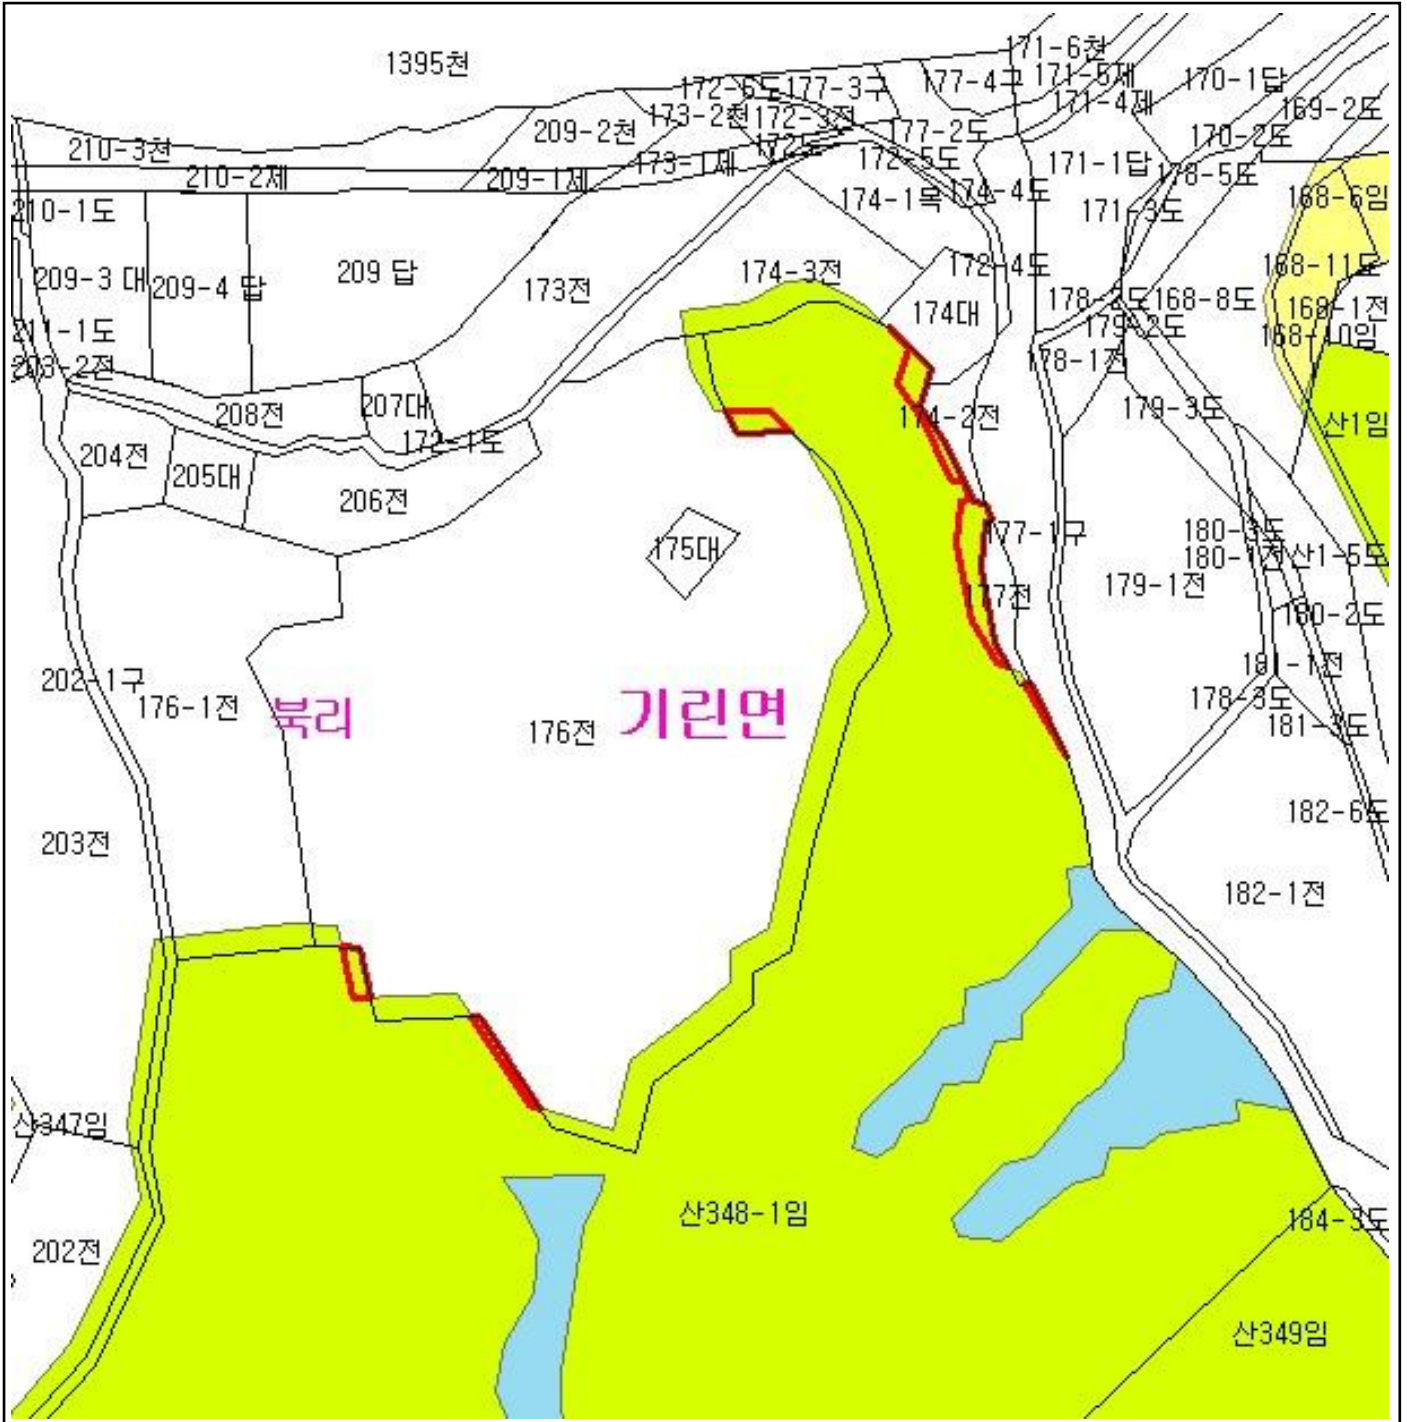 1395천
171-6천
172-6도
177-3구
177-4구
171-5제
170-1답
169-2도
209-2천
173-2천
172-3전
171-4제
177-2도
170-2도
210-3천
173-1제
172도
172-5도
171-1답
178-5도
210-2제
209-1제
174-1목
174-4도
168-6임
210-1도
171-3도
209-3 대
209-4 답
209 답
173전
174-3전
172-4도
168-11도
178-2도
168-8도
168-1전
174대
211-1도
179-2도
168-10임
203-2전
178-1전
208전
207대
172-1도
174-2전
179-3도
산1임
204전
205대
206전
175대
177-1구
180-3도
180-1전
산1-5도
179-1전
177전
180-2도
202-1구
176-1전
북리
176전
기린면
181-1전
178-3도
181-3도
203전
182-6도
182-1전
산347임
산348-1임
184-3도
202전
산349임